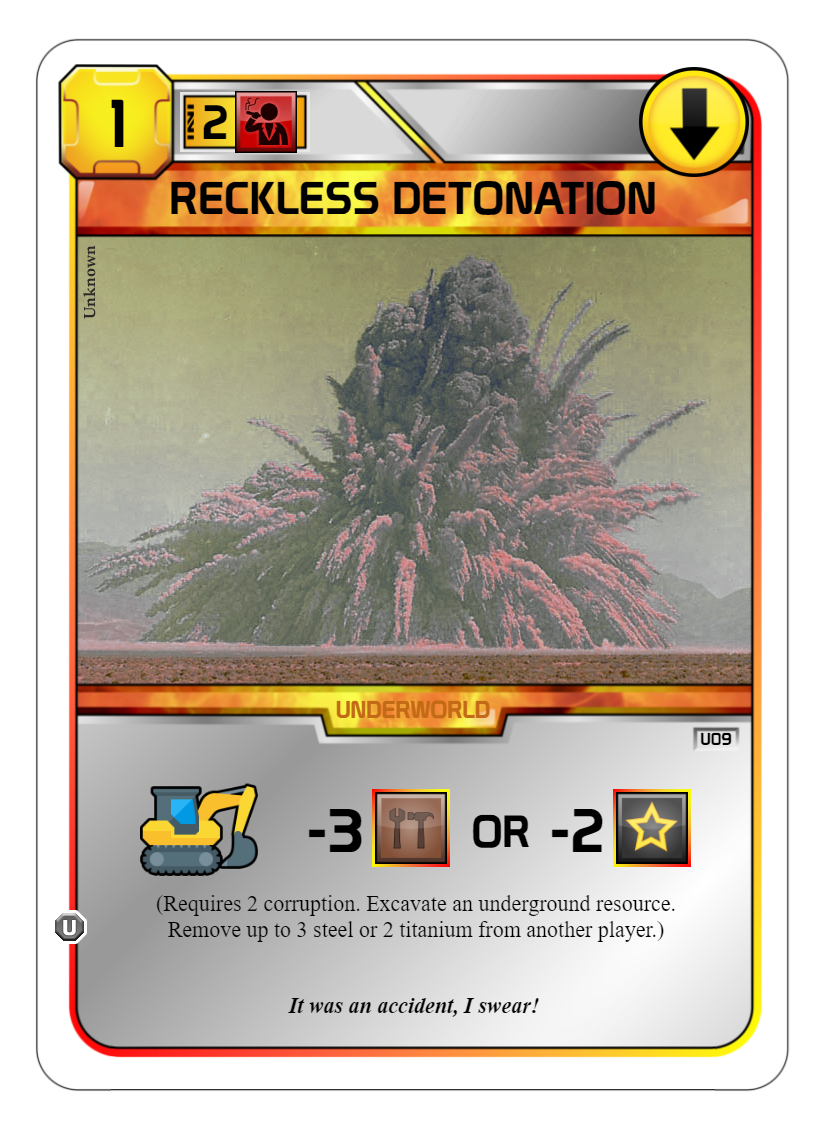 1
2
RECKLESS DETONATION
Unknown
UNDERWORLD
U09
-3 OR -2
(Requires 2 corruption. Excavate an underground resource.
Remove up to 3 steel or 2 titanium from another player.)
U
It was an accident, I swear!